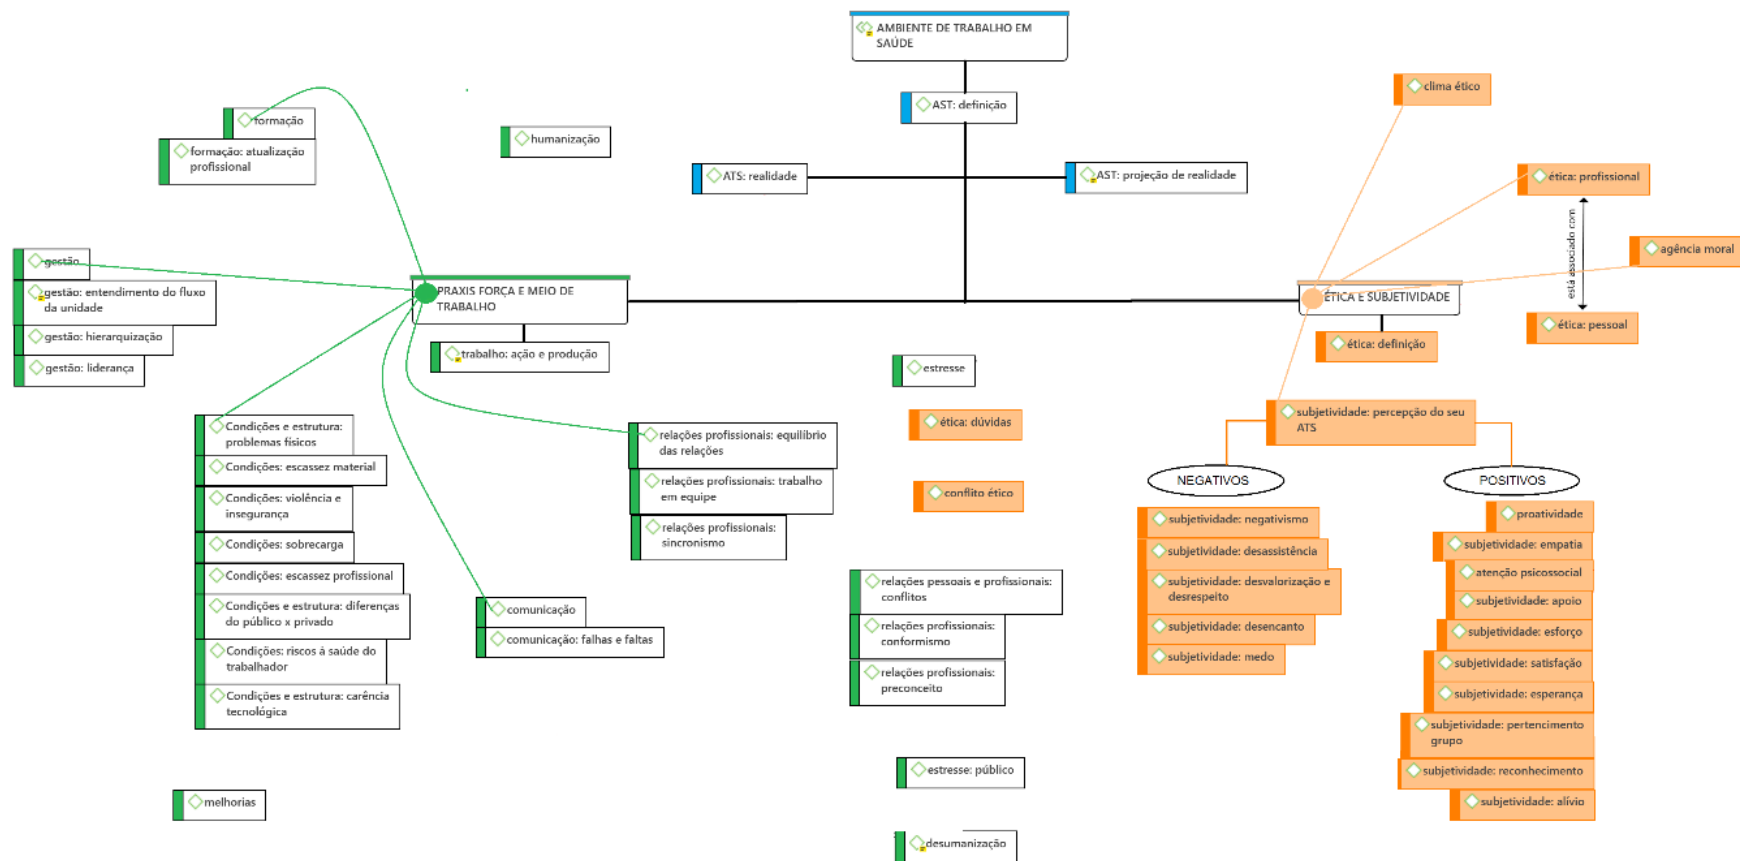 AMBIENTE DE TRABALHO EM
SAÚDE
AST: definição
ATS: realidade
AST: projeção de realidade
formação
formação: atualização
profissional
humanização
gestão
gestão: entendimento do fluxo
da unidade
gestão: hierarquização
gestão: liderança
PRAXIS FORÇA E MEIO DE
TRABALHO
trabalho: ação e produção
Condições e estrutura:
problemas físicos
Condições: escassez material
Condições: violência e
insegurança
Condições: sobrecarga
Condições: escassez profissional
Condições e estrutura: diferenças
do público x privado
Condições: riscos à saúde do
trabalhador
Condições e estrutura: carência
tecnológica
melhorias
comunicação
comunicação: falhas e faltas
relações profissionais: equilíbrio
das relações
relações profissionais: trabalho
em equipe
relações profissionais:
sincronismo
estresse
ética: dúvidas
conflito ético
relações pessoais e profissionais:
conflitos
relações profissionais:
conformismo
relações profissionais:
preconceito
estresse: público
desumanização
clima ético
ética: profissional
está associado com
agência moral
ética: pessoal
ÉTICA E SUBJETIVIDADE
ética: definição
subjetividade: percepção do seu
ATS
NEGATIVOS
subjetividade: negativismo
subjetividade: desassistência
subjetividade: desvalorização e
desrespeito
subjetividade: desencanto
subjetividade: medo
POSITIVOS
proatividade
subjetividade: empatia
atenção psicossocial
subjetividade: apoio
subjetividade: esforço
subjetividade: satisfação
subjetividade: esperança
subjetividade: pertencimento
grupo
subjetividade: reconhecimento
subjetividade: alívio